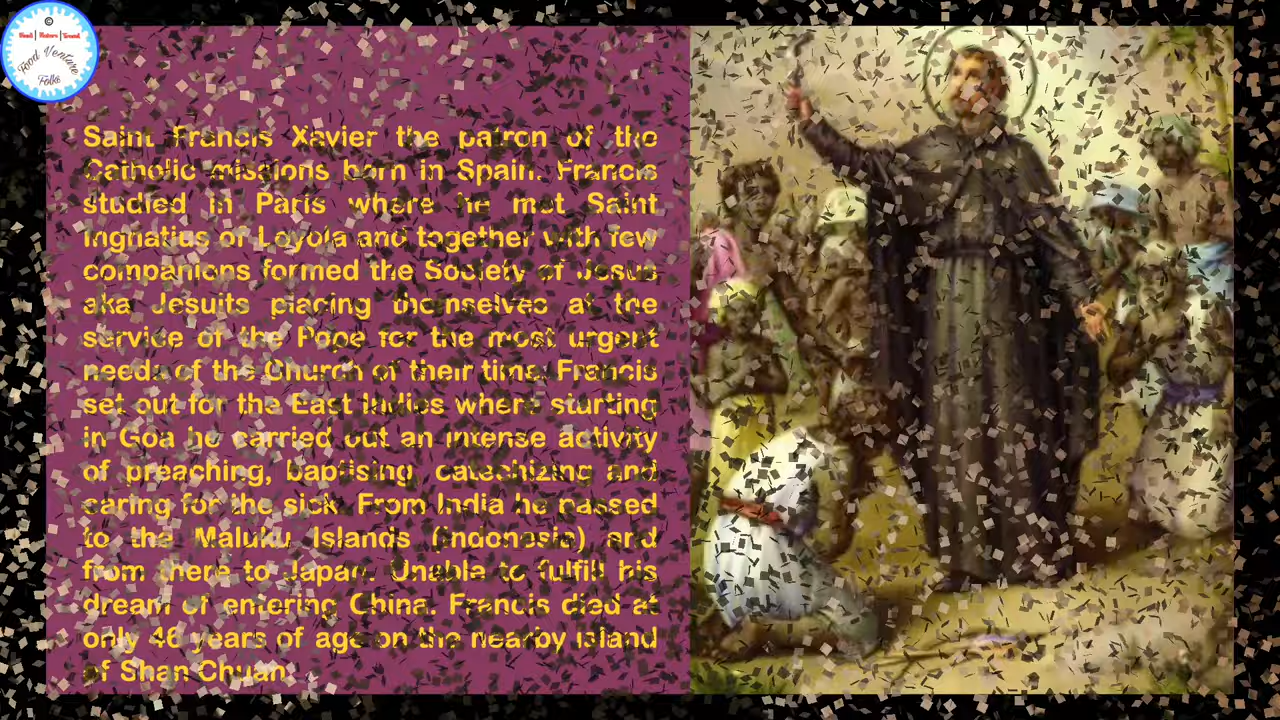 ©
Food | Nature | Travel
Food Venture
Folks
Saint Francis Xavier the patron of the
Catholic missions born in Spain. Francis
studied in Paris where he met Saint
Ingnatius of Loyola and together with few
companions formed the Society of Jesus
aka Jesuits placing themselves at the
service of the Pope for the most urgent
needs of the Church of their time. Francis
set out for the East Indies where starting
in Goa he carried out an intense activity
of preaching, baptising, catechizing and
caring for the sick. From India he passed
to the Maluku Islands (Indonesia) and
from there to Japan. Unable to fulfill his
dream of entering China. Francis died at
only 46 years of age on the nearby island
of Shan Chuan